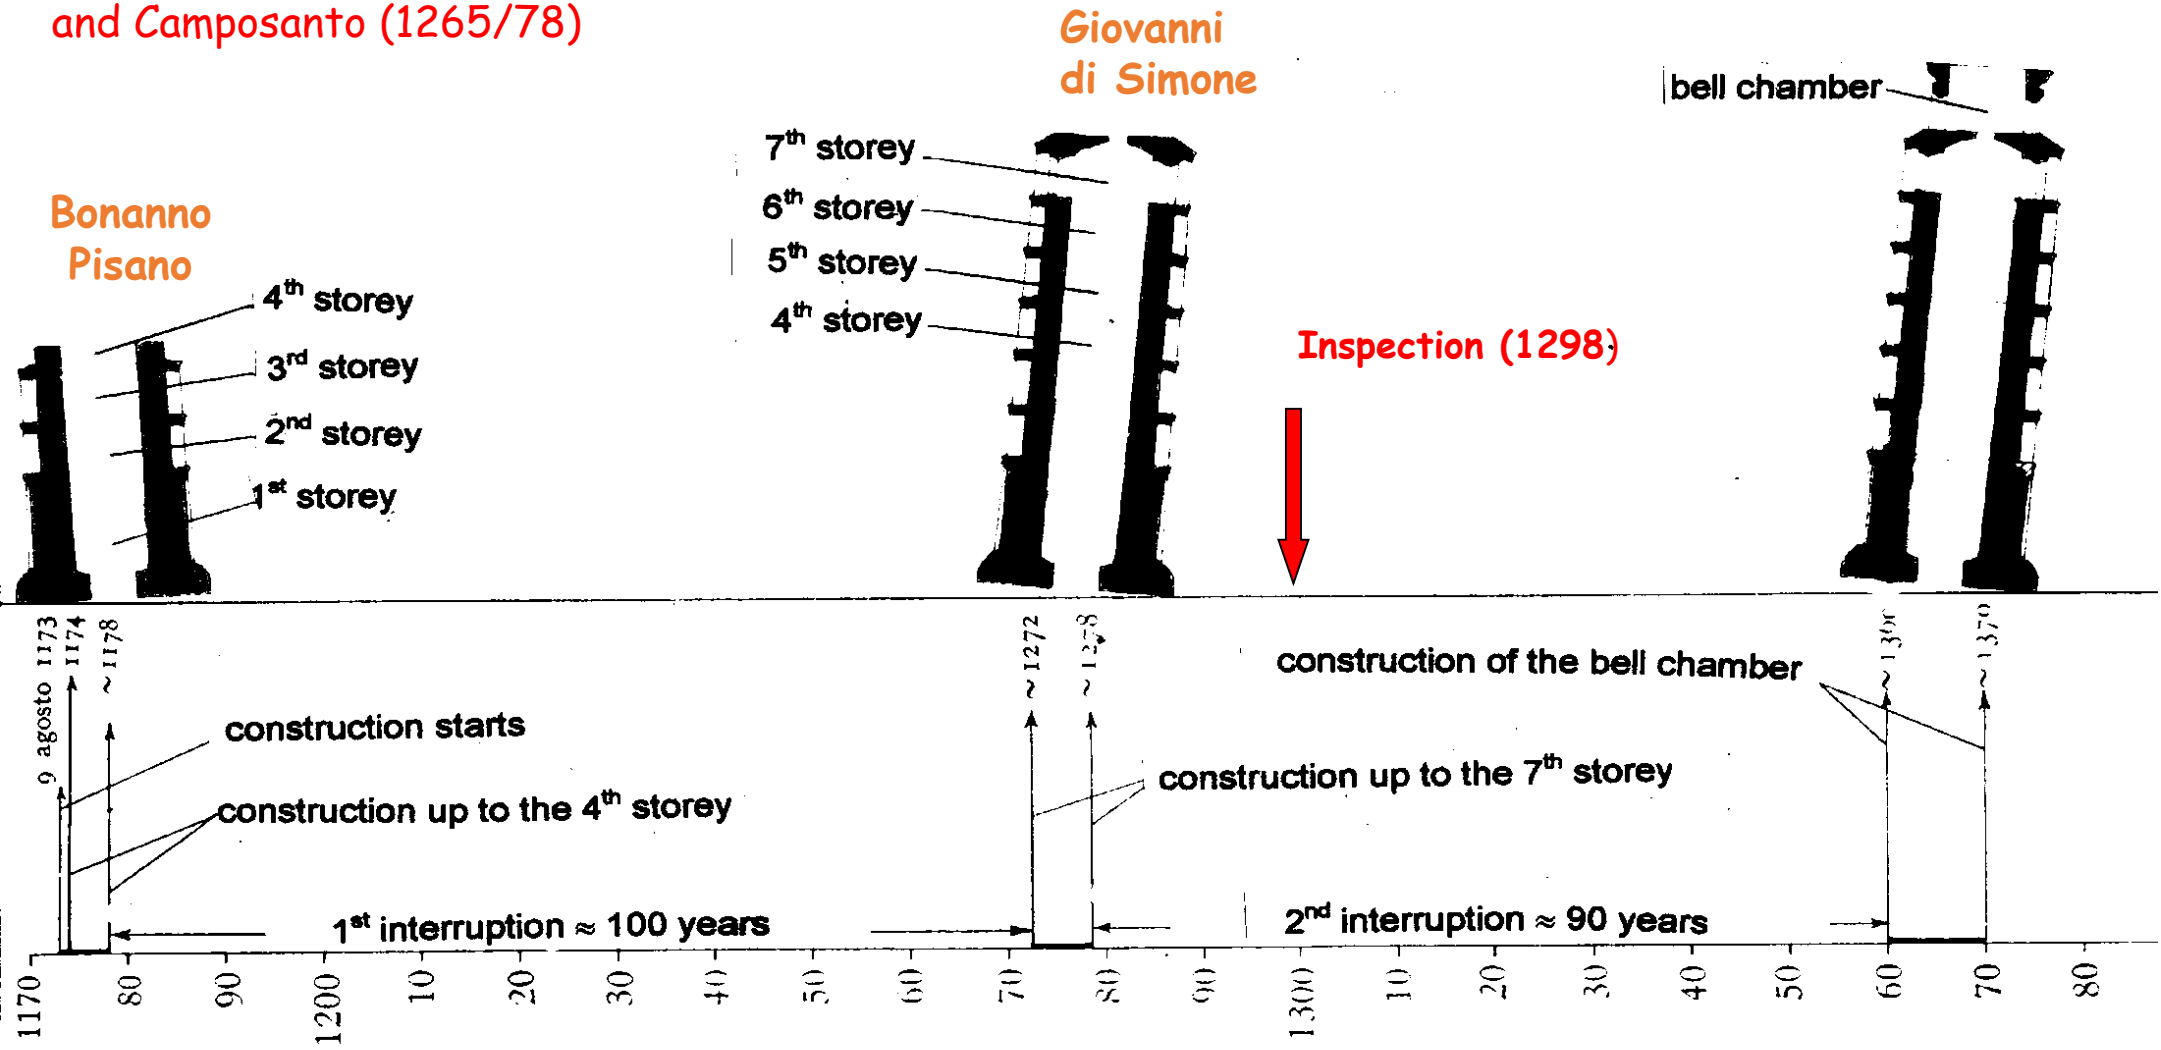 and Camposanto (1265/78)
Giovanni
di Simone
bell chamber
7th storey
6th storey
5th storey
4th storey
Bonanno
Pisano
4th storey
3rd storey
2nd storey
1st storey
Inspection (1298)
9 agosto 1173
1174
~ 1178
~ 1272
~ 1278
~ 1370
construction of the bell chamber
construction starts
construction up to the 7th storey
construction up to the 4th storey
1st interruption ≈ 100 years
2nd interruption ≈ 90 years
1170 80 90 1200 10 20 30 40 50 60 70 80 90 1300 10 20 30 40 50 60 70 80